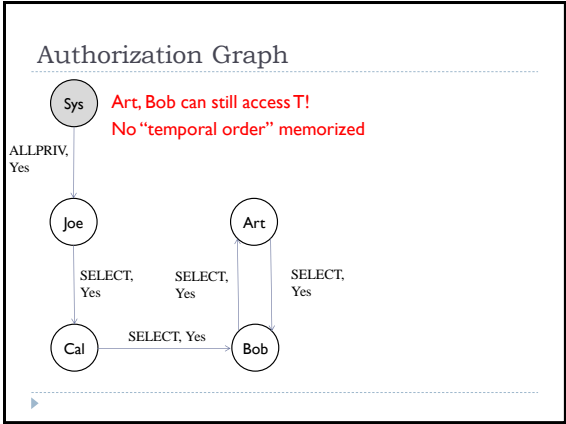 Authorization Graph
Sys
Art, Bob can still access T!
No “temporal order” memorized
ALLPRIV,
Yes
Joe
Art
SELECT,
Yes
SELECT,
Yes
SELECT,
Yes
SELECT, Yes
Cal
Bob